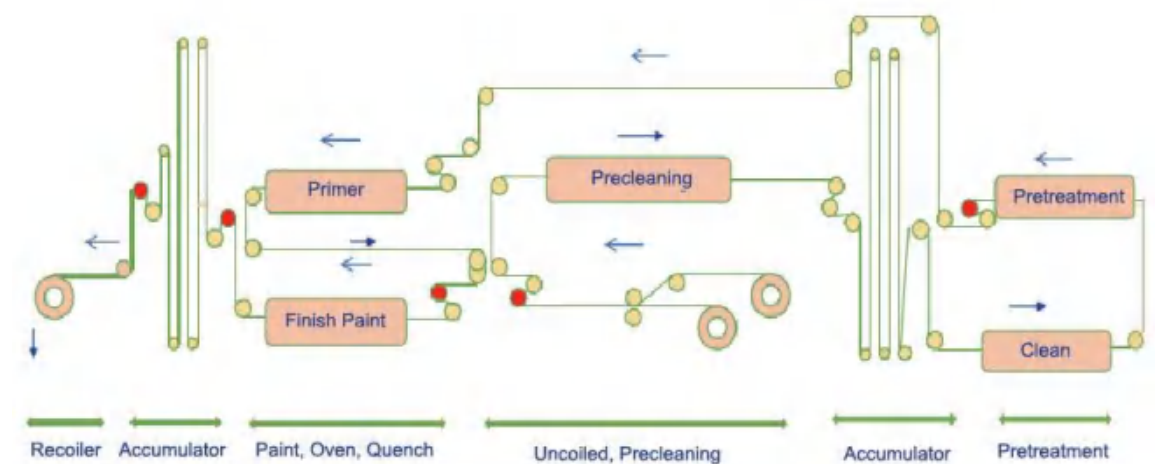 Primer
Precleaning
Pretreatment
Finish Paint
Clean
Recoiler
Accumulator
Paint, Oven, Quench
Uncoiled, Precleaning
Accumulator
Pretreatment